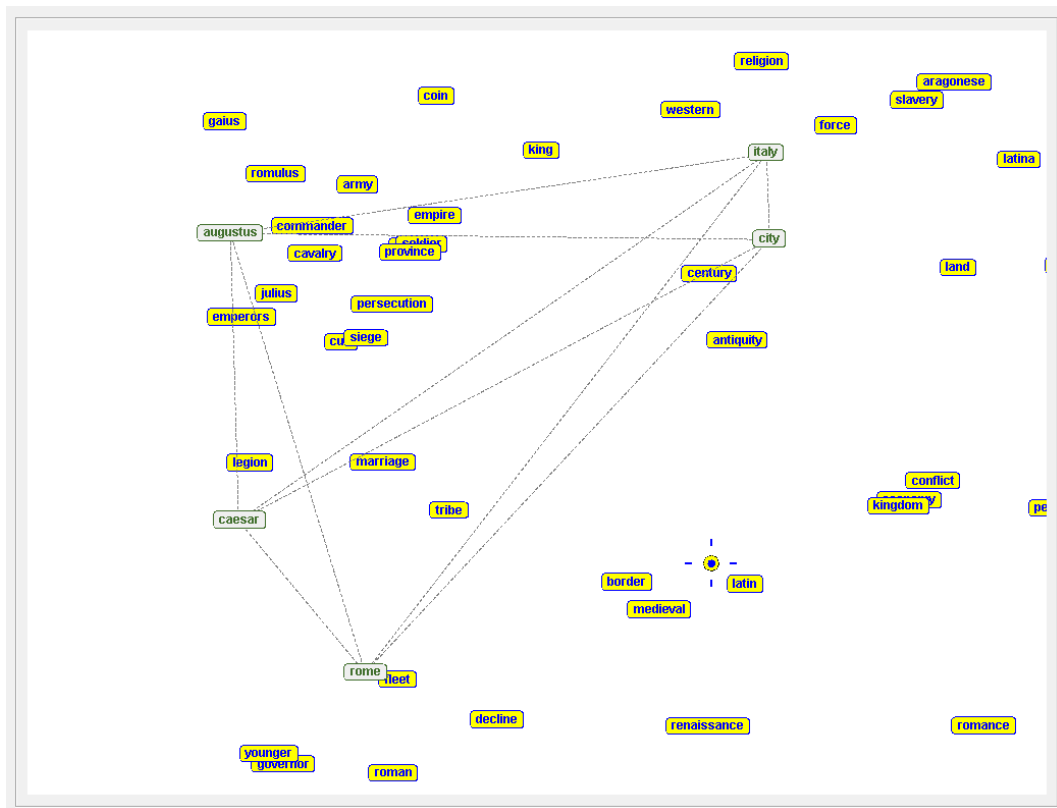 religion
aragonese
coin
slavery
western
gaius
force
king
italy
latina
romulus
army
empire
commander
augustus
city
soldier
province
cavalry
land
century
julius
persecution
emperors
siege
antiquity
legion
marriage
conflict
kingdom
tribe
caesar
border
latin
medieval
rome
fleet
decline
renaissance
romance
younger
governor
roman